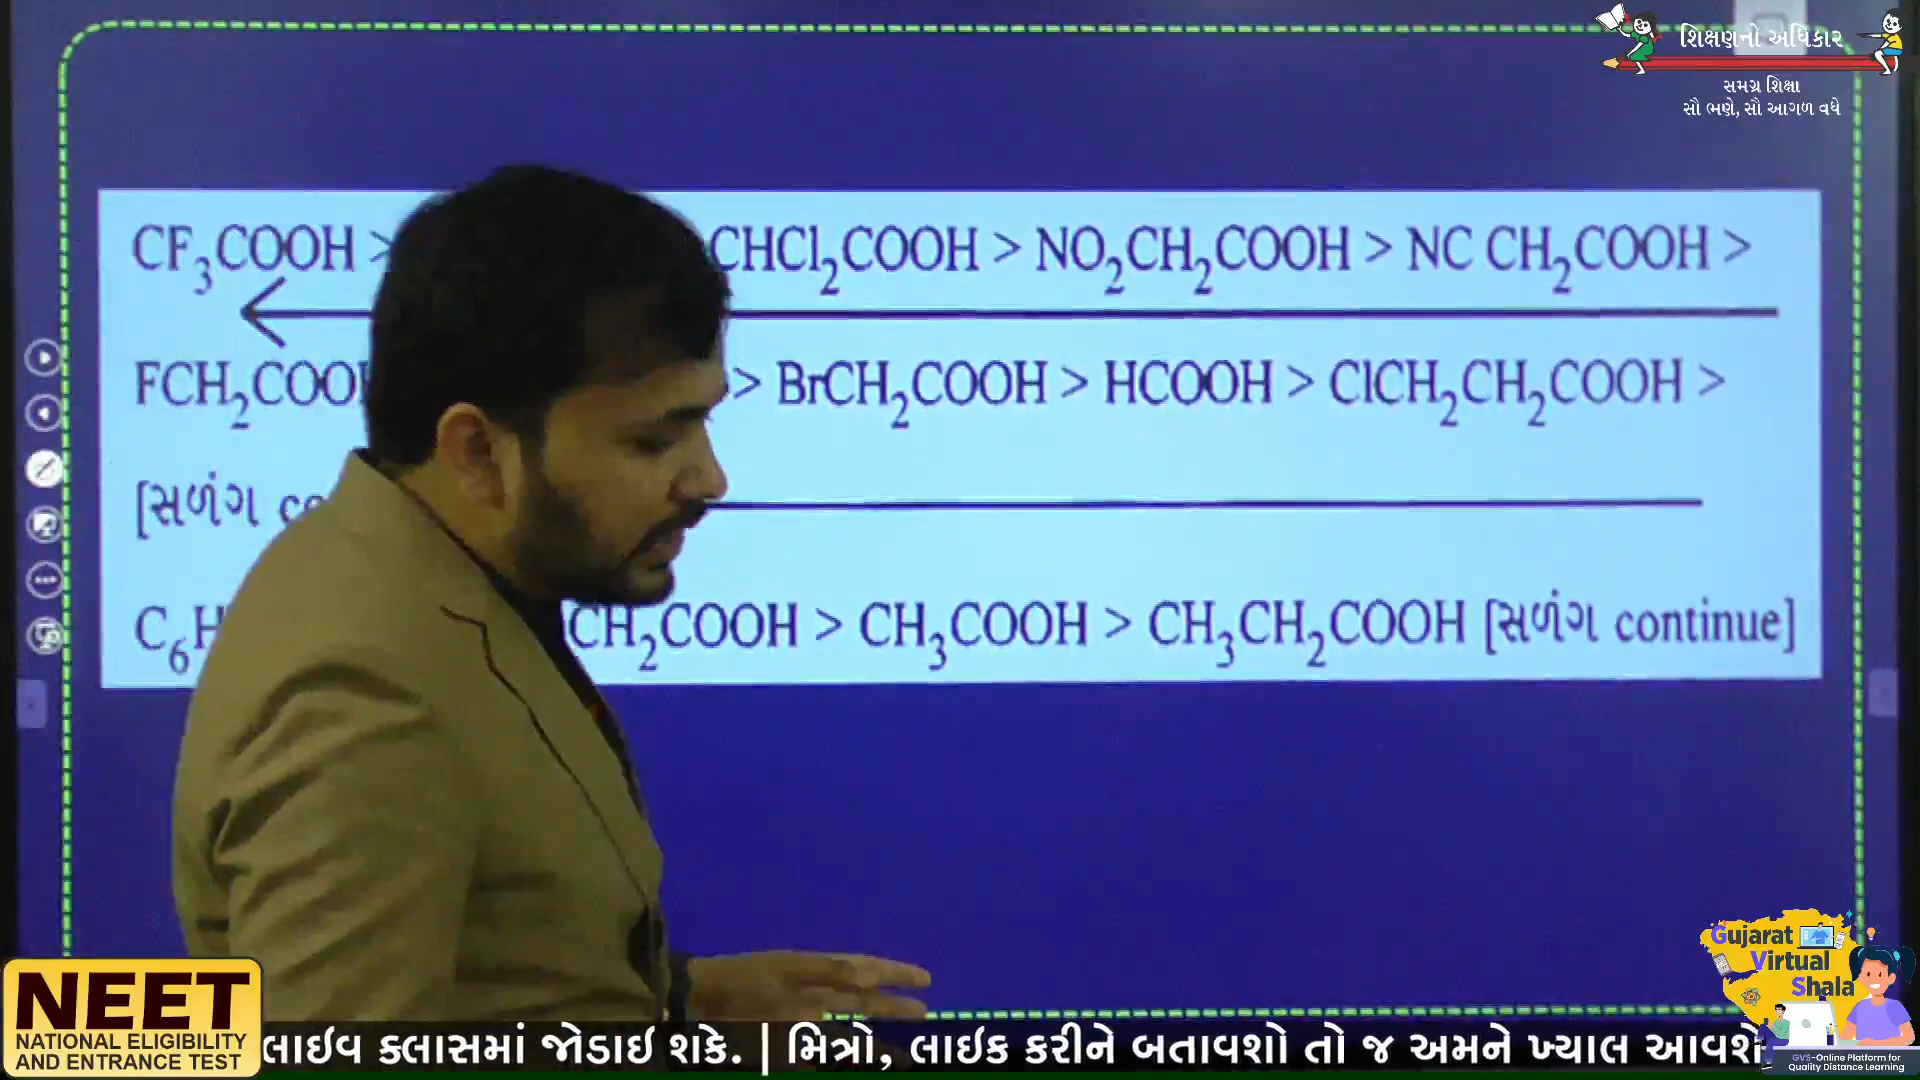 શિક્ષણનો અધિકાર
સમગ્ર શિક્ષા
સૌ ભણે, સૌ આગળ વધે
CF₃COOH > CHCl₂COOH > NO₂CH₂COOH > NC CH₂COOH >
FCH₂COO > BrCH₂COOH > HCOOH > ClCH₂CH₂COOH >
[સળંગ
C₆H CH₂COOH > CH₃COOH > CH₃CH₂COOH [સળંગ continue]
Gujarat
Virtual
Shala
GVS-Online Platform for
Quality Distance Learning
NEET
NATIONAL ELIGIBILITY
AND ENTRANCE TEST
લાઇવ ક્લાસમાં જોડાઇ શકે. | મિત્રો, લાઇક કરીને બતાવશો તો જ અમને ખ્યાલ આવશે